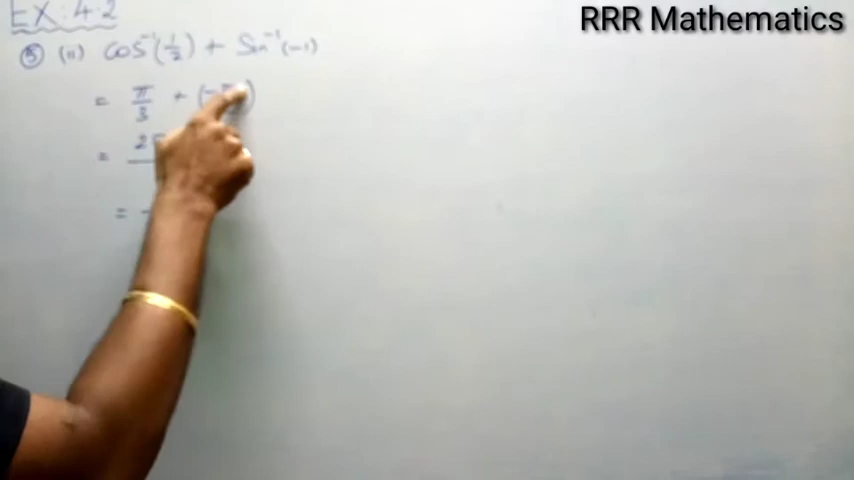 RRR Mathematics
EX:4.2
⑤ (ii) cos⁻¹(1/2) + Sin⁻¹(-1)
= π/3 + (-
= 2
= -